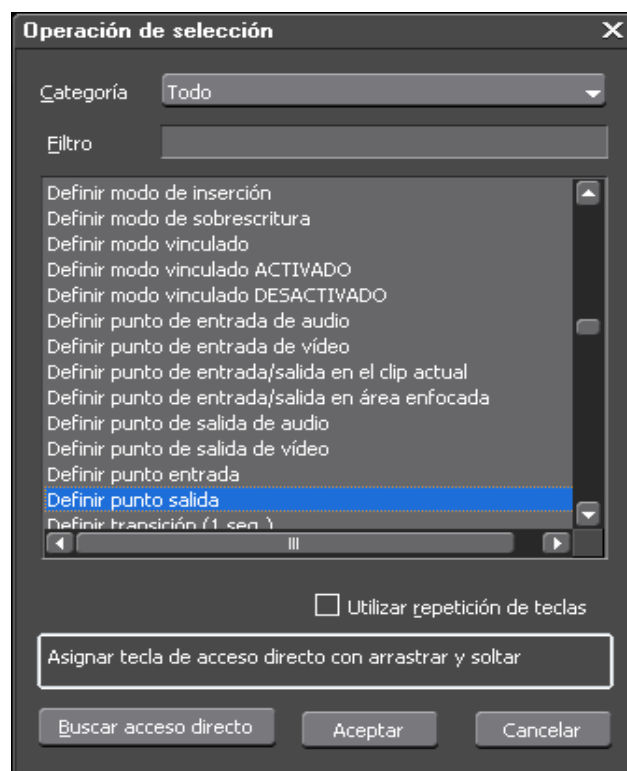 Operación de selección
Categoría Todo
Filtro
Definir modo de inserción
Definir modo de sobrescritura
Definir modo vinculado
Definir modo vinculado ACTIVADO
Definir modo vinculado DESACTIVADO
Definir punto de entrada de audio
Definir punto de entrada de vídeo
Definir punto de entrada/salida en el clip actual
Definir punto de entrada/salida en área enfocada
Definir punto de salida de audio
Definir punto de salida de vídeo
Definir punto entrada
Definir punto salida
Definir transición (1 seg.)
Utilizar repetición de teclas
Asignar tecla de acceso directo con arrastrar y soltar
Buscar acceso directo Aceptar Cancelar